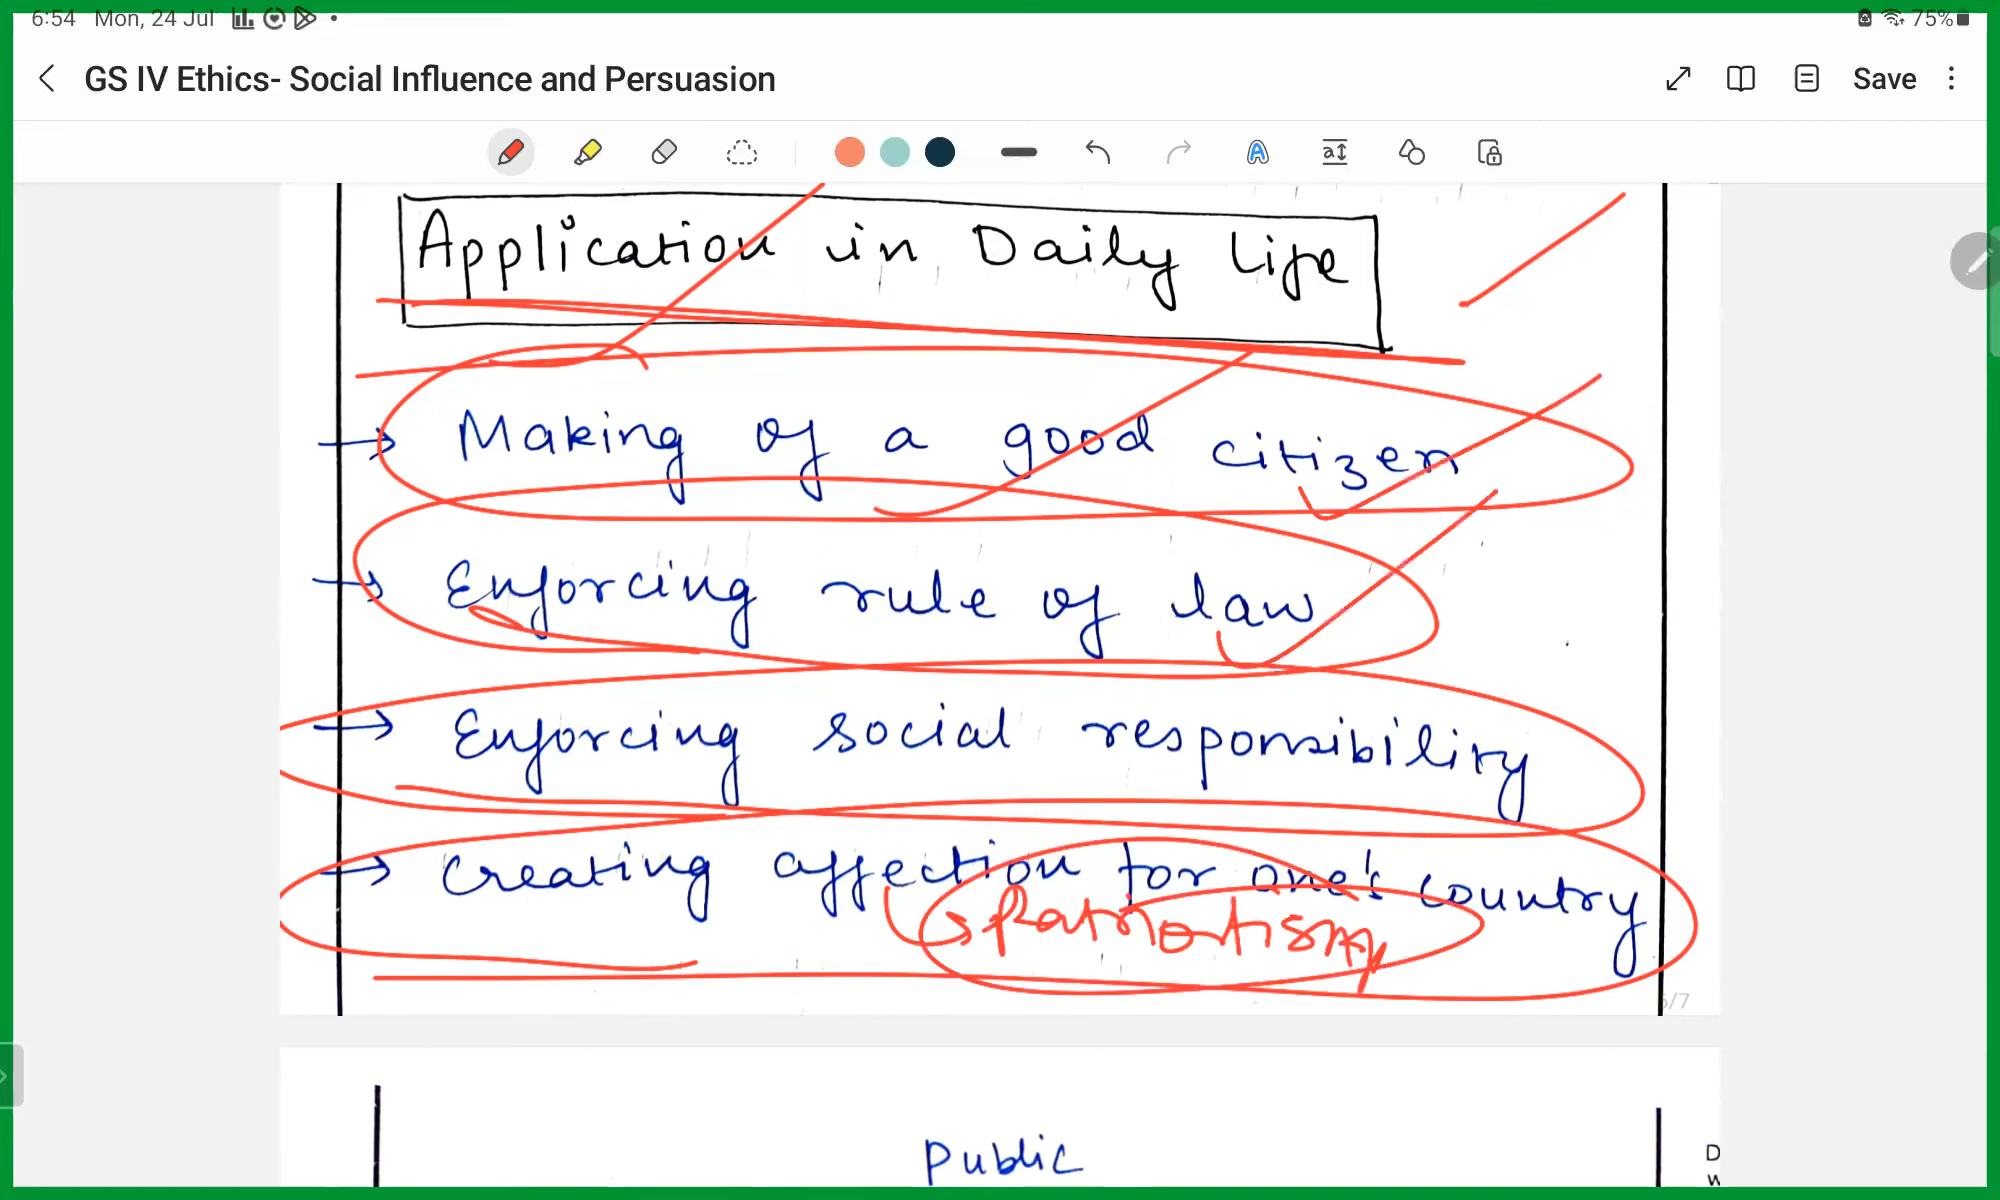 6:54 Mon, 24 Jul 75%
GS IV Ethics- Social Influence and Persuasion Save
Application in Daily Life
→ Making of a good citizen
→ Enforcing rule of law
→ Enforcing social responsibility
→ Creating affection for one's country
→ Patriotism
/7
Public
D
W